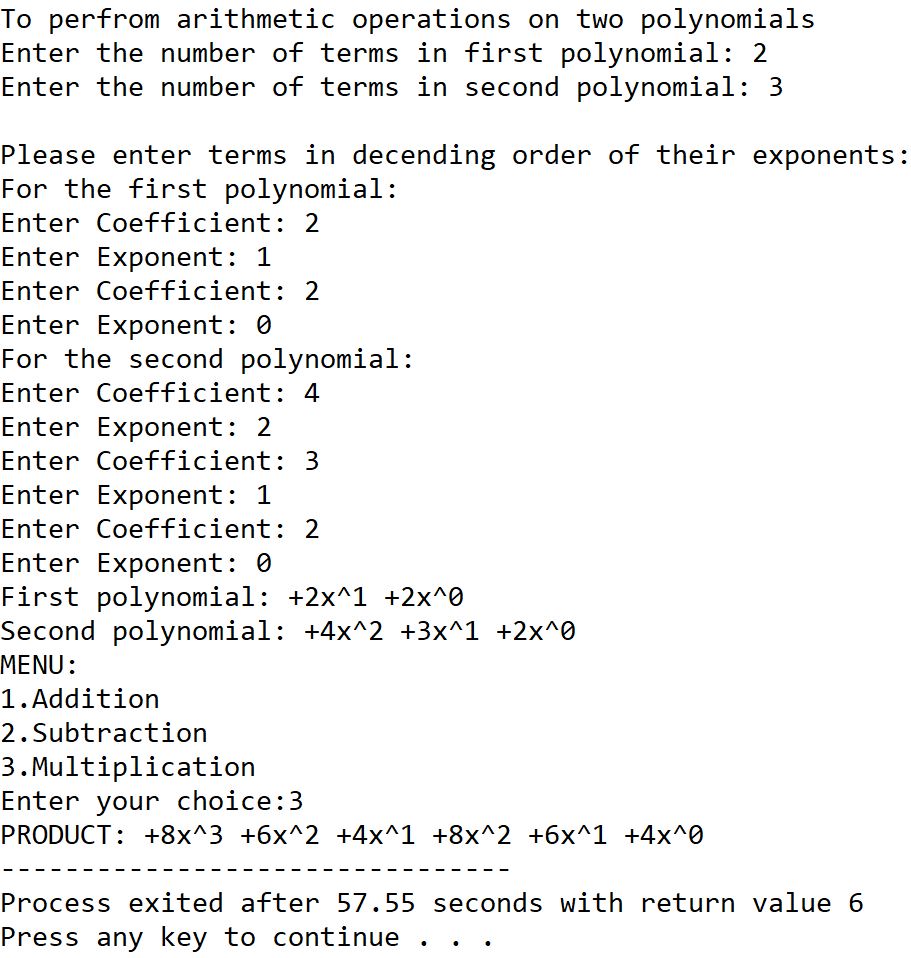 To perfrom arithmetic operations on two polynomials
Enter the number of terms in first polynomial: 2
Enter the number of terms in second polynomial: 3
Please enter terms in decending order of their exponents:
For the first polynomial:
Enter Coefficient: 2
Enter Exponent: 1
Enter Coefficient: 2
Enter Exponent: 0
For the second polynomial:
Enter Coefficient: 4
Enter Exponent: 2
Enter Coefficient: 3
Enter Exponent: 1
Enter Coefficient: 2
Enter Exponent: 0
First polynomial: +2x^1 +2x^0
Second polynomial: +4x^2 +3x^1 +2x^0
MENU:
1.Addition
2.Subtraction
3.Multiplication
Enter your choice:3
PRODUCT: +8x^3 +6x^2 +4x^1 +8x^2 +6x^1 +4x^0
--------------------------------
Process exited after 57.55 seconds with return value 6
Press any key to continue . . .